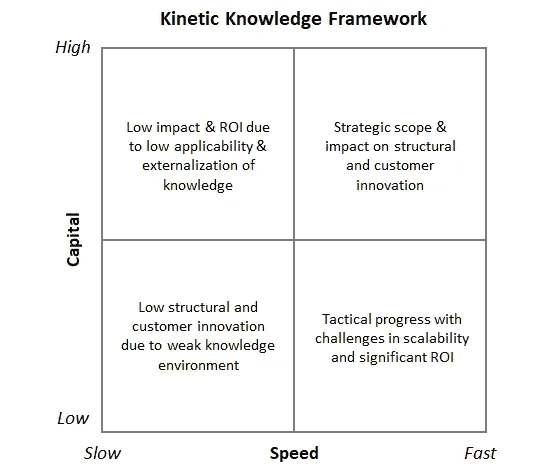 Kinetic Knowledge Framework
High
Low impact & ROI due
to low applicability &
externalization of
knowledge
Strategic scope &
impact on structural
and customer
innovation
Capital
Low structural and
customer innovation
due to weak knowledge
environment
Tactical progress with
challenges in scalability
and significant ROI
Low
Slow
Speed
Fast